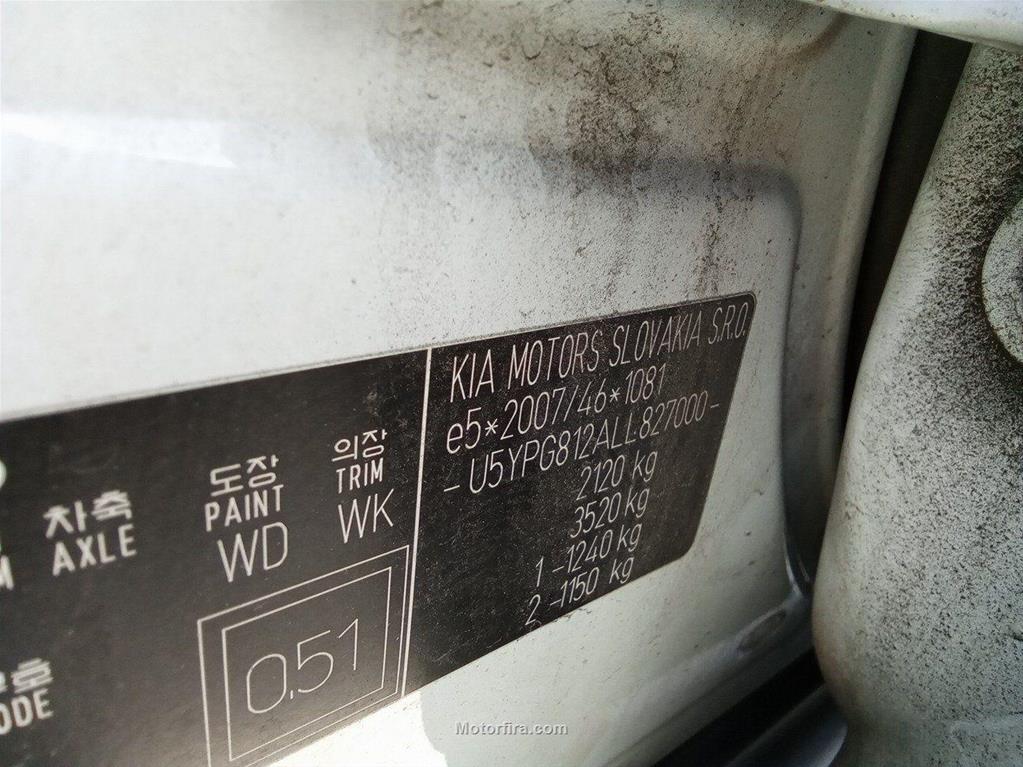 KIA MOTORS SLOVAKIA S.R.O.
e5*2007/46*1081
- U5YPG812ALL827000 -
2120 kg
3520 kg
1 - 1240 kg
2 - 1150 kg
차축 도장 의장
AXLE PAINT TRIM
WD WK
0.51
Motorfira.com